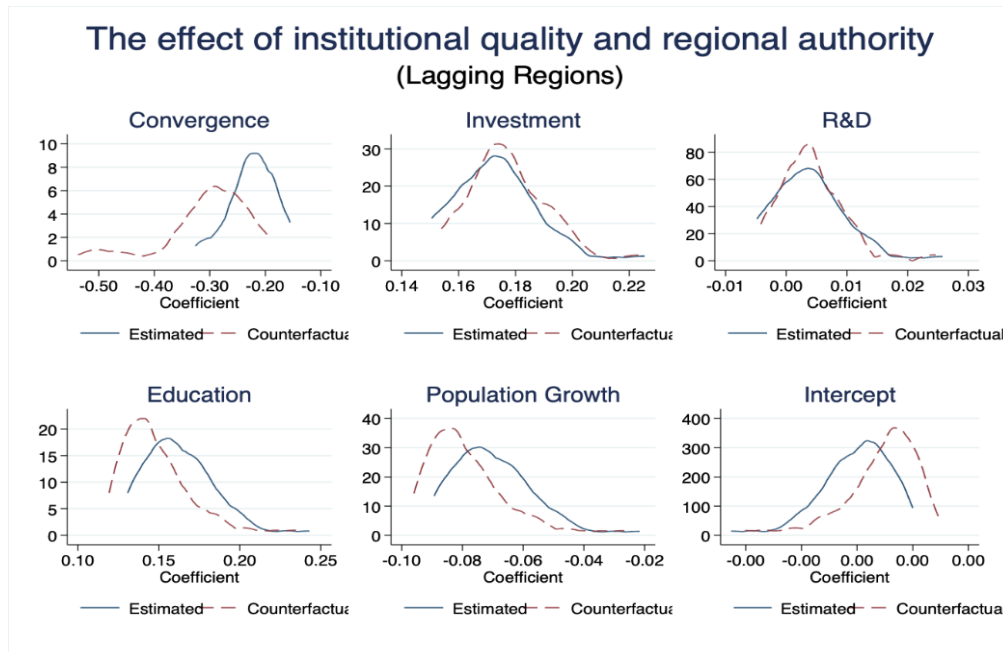 The effect of institutional quality and regional authority
(Lagging Regions)
Convergence
10
8
6
4
2
0
-0.50 -0.40 -0.30 -0.20 -0.10
Coefficient
Estimated Counterfactua
Investment
30
20
10
0
0.14 0.16 0.18 0.20 0.22
Coefficient
Estimated Counterfactua
R&D
80
60
40
20
0
-0.01 0.00 0.01 0.02 0.03
Coefficient
Estimated Counterfactual
Education
20
15
10
5
0
0.10 0.15 0.20 0.25
Coefficient
Estimated Counterfactua
Population Growth
40
30
20
10
0
-0.10 -0.08 -0.06 -0.04 -0.02
Coefficient
Estimated Counterfactua
Intercept
400
300
200
100
0
-0.00 -0.00 0.00 0.00 0.00
Coefficient
Estimated Counterfactual